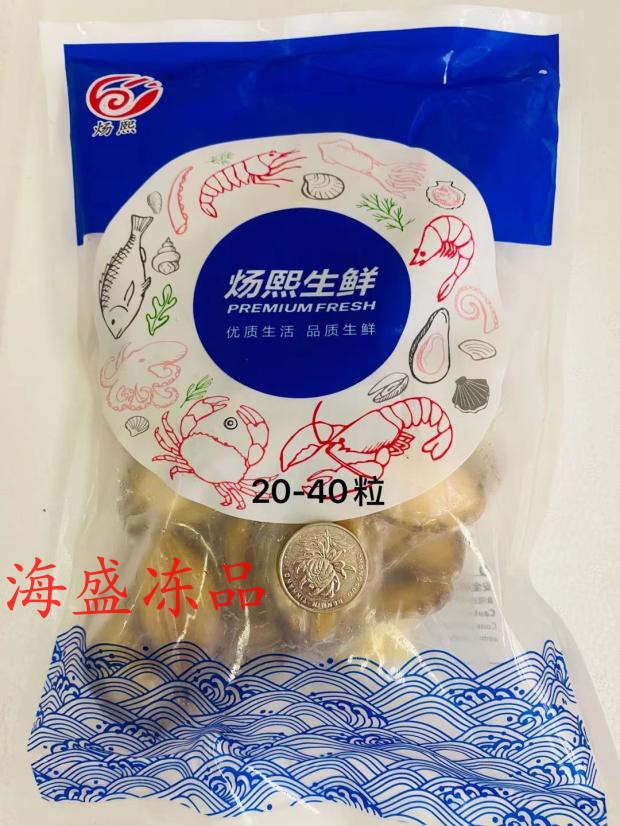 炀熙
炀熙生鲜
PREMIUM FRESH
优质生活 品质生鲜
20-40粒
海盛冻品